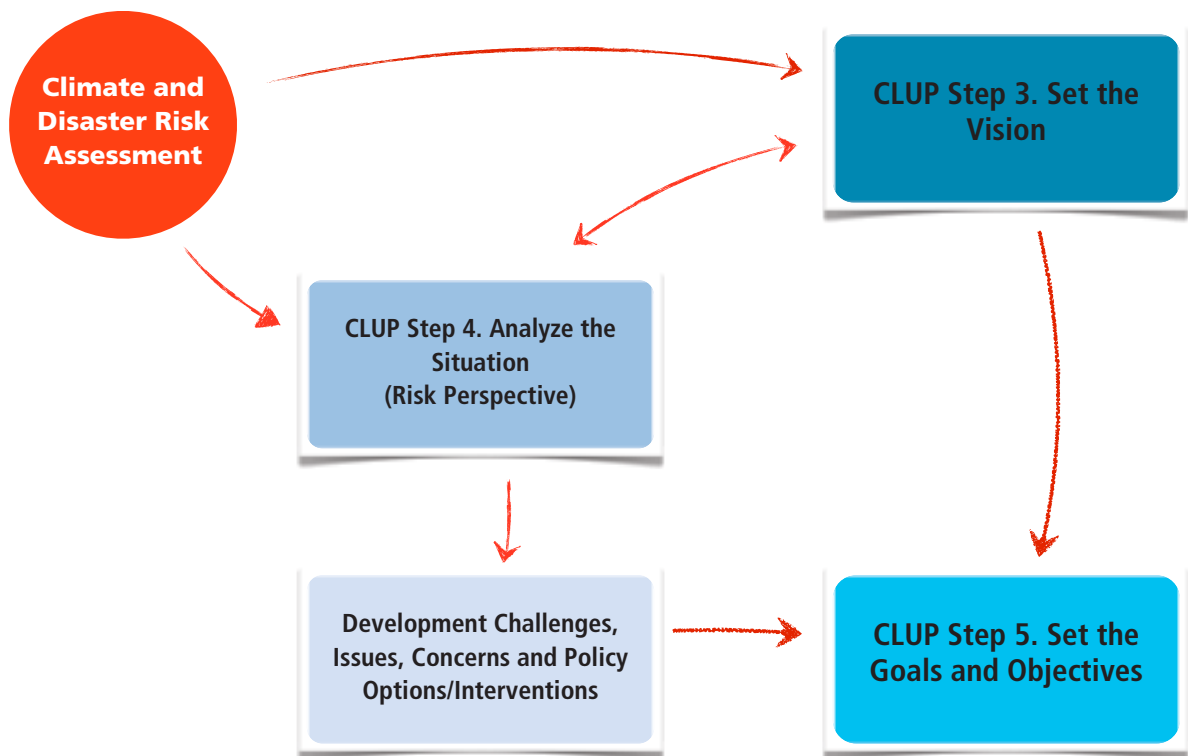 Climate and
Disaster Risk
Assessment
CLUP Step 3. Set the
Vision
CLUP Step 4. Analyze the
Situation
(Risk Perspective)
Development Challenges,
Issues, Concerns and Policy
Options/Interventions
CLUP Step 5. Set the
Goals and Objectives